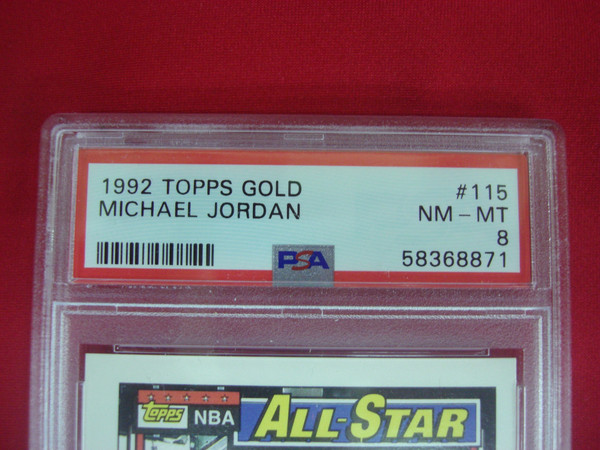 1992 TOPPS GOLD #115
MICHAEL JORDAN NM - MT
8
PSA 58368871
Topps NBA ALL-STAR